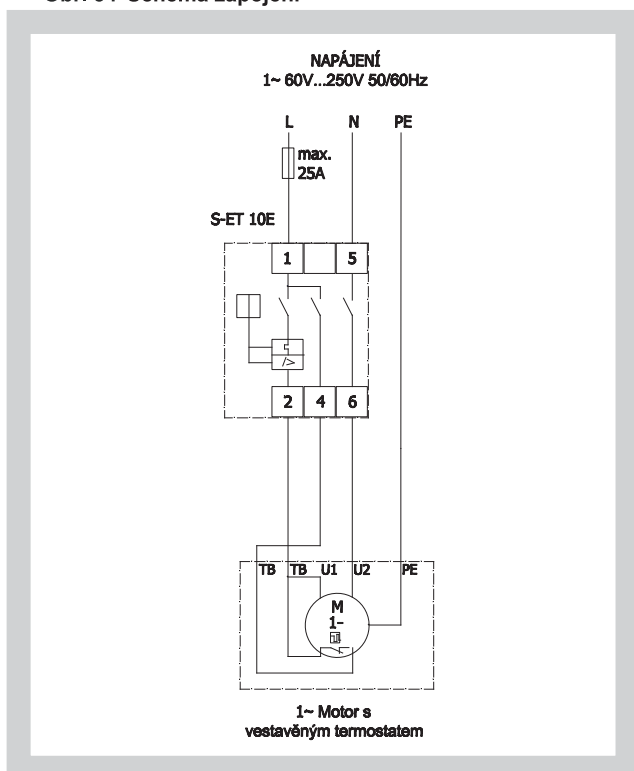 NAPÁJENÍ
1~ 60V...250V 50/60Hz
L N PE
max.
25A
S-ET 10E
1 5
I>
2 4 6
TB TB U1 U2 PE
M
1~
1~ Motor s
vestavěným termostatem